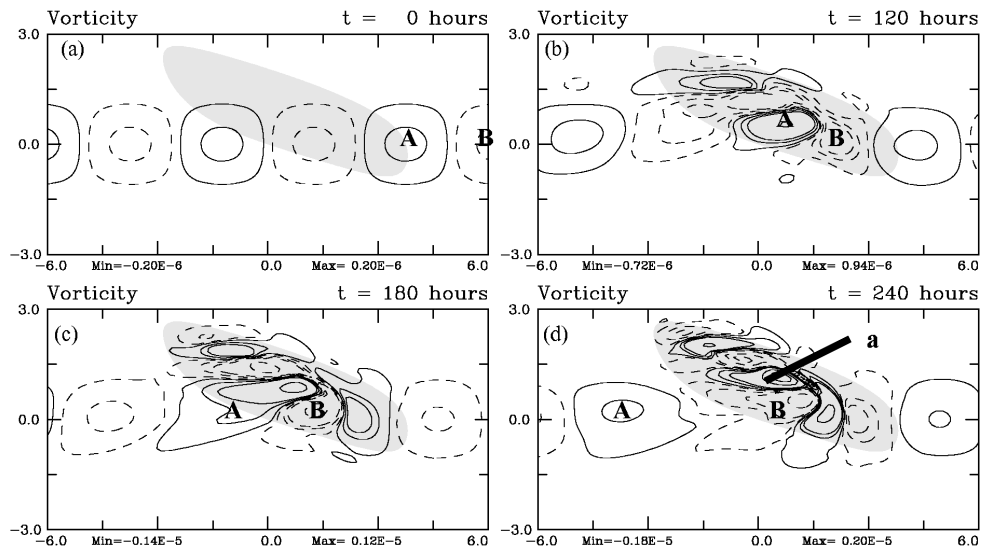 Vorticity t = 0 hours
3.0
(a)
A
B
0.0
-3.0
-6.0 Min=-0.20E-6 0.0 Max= 0.20E-6 6.0
Vorticity t = 120 hours
3.0
(b)
A
B
0.0
-3.0
-6.0 Min=-0.72E-6 0.0 Max= 0.94E-6 6.0
Vorticity t = 180 hours
3.0
(c)
A
B
0.0
-3.0
-6.0 Min=-0.14E-5 0.0 Max= 0.12E-5 6.0
Vorticity t = 240 hours
3.0
(d)
a
A
B
0.0
-3.0
-6.0 0.0 Max= 0.20E-5 6.0